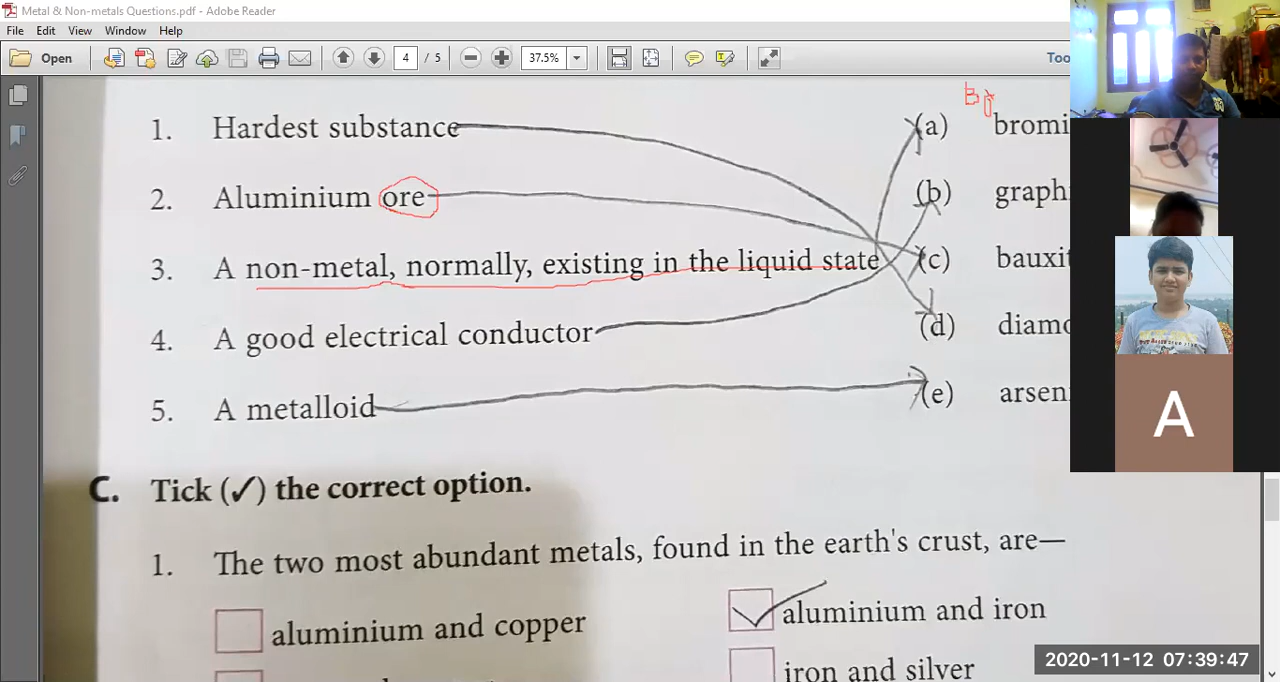 Metal & Non-metals Questions.pdf - Adobe Reader
File Edit View Window Help
Open 4 / 5 37.5% Too
1. Hardest substance (a) bromi
2. Aluminium ore (b) graph
3. A non-metal, normally, existing in the liquid state (c) bauxit
4. A good electrical conductor (d) diamo
5. A metalloid (e) arsen
A
C. Tick (✓) the correct option.
1. The two most abundant metals, found in the earth's crust, are—
aluminium and copper aluminium and iron
iron and silver
2020-11-12 07:39:47